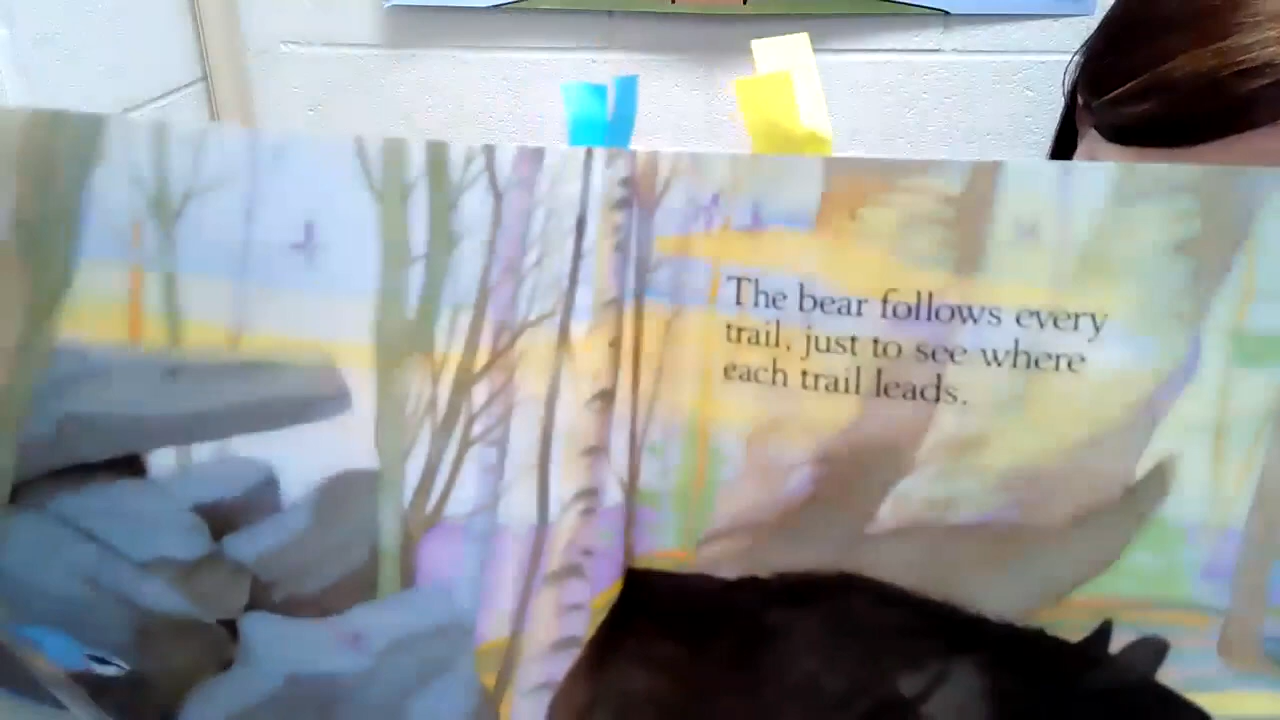 The bear follows every
trail, just to see where
each trail leads.